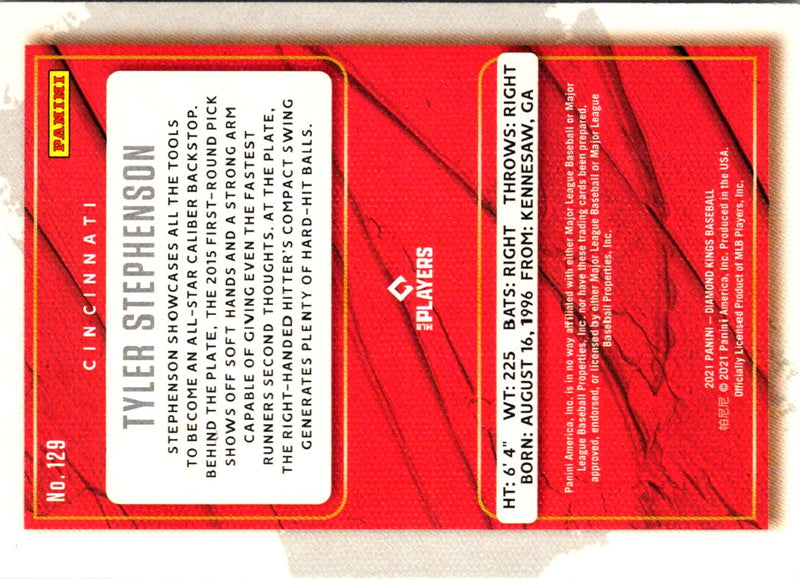 No. 129
PANINI
CINCINNATI
TYLER STEPHENSON
STEPHENSON SHOWCASES ALL THE TOOLS
TO BECOME AN ALL-STAR CALIBER BACKSTOP.
BEHIND THE PLATE, THE 2015 FIRST-ROUND PICK
SHOWS OFF SOFT HANDS AND A STRONG ARM
CAPABLE OF GIVING EVEN THE FASTEST
RUNNERS SECOND THOUGHTS. AT THE PLATE,
THE RIGHT-HANDED HITTER'S COMPACT SWING
GENERATES PLENTY OF HARD-HIT BALLS.
MLB PLAYERS
HT: 6' 4" WT: 225 BATS: RIGHT THROWS: RIGHT
BORN: AUGUST 16, 1996 FROM: KENNESAW, GA
Panini America, Inc. is in no way affiliated with either Major League Baseball or Major
League Baseball Properties, Inc., nor have these trading cards been prepared,
approved, endorsed, or licensed by either Major League Baseball or Major League
Baseball Properties, Inc.
2021 PANINI – DIAMOND KINGS BASEBALL
帕尼尼 © 2021 Panini America, Inc. Produced in the USA.
Officially Licensed Product of MLB Players, Inc.